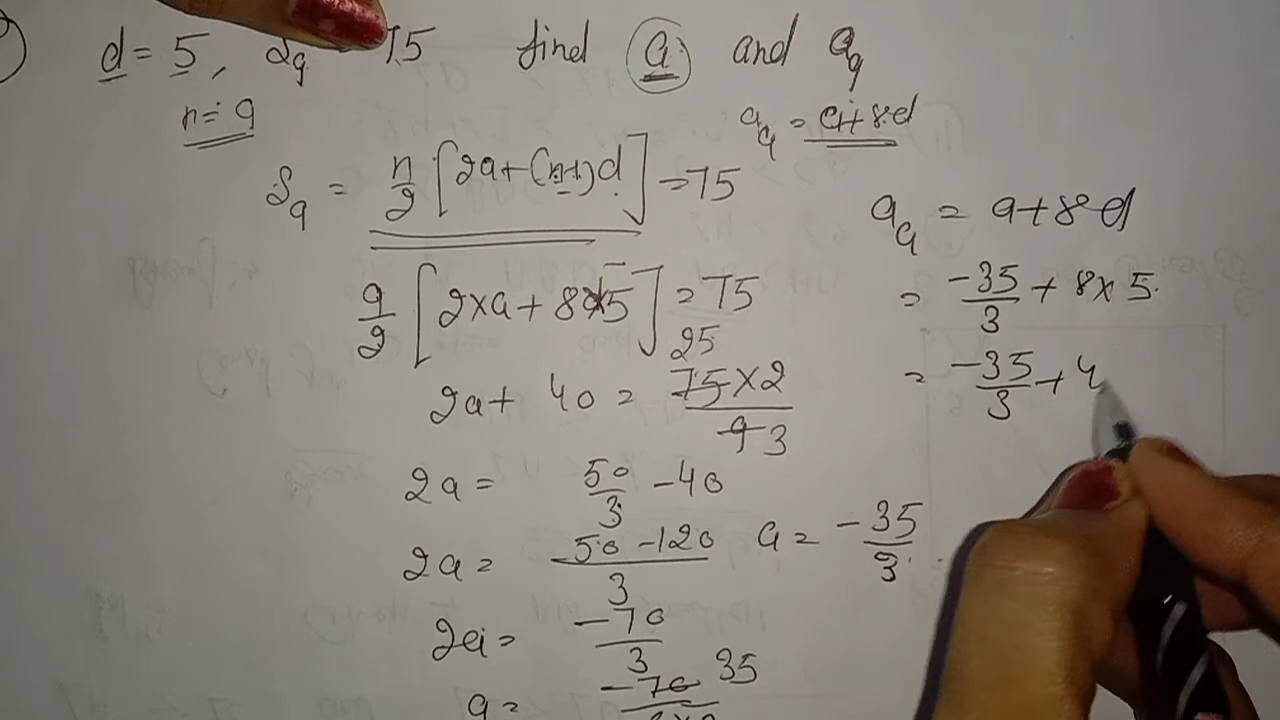 d = 5, S9 = 75 find a and a9
n = 9
a9 = a+8d
S9 = n/2 [2a+(n-1)d] = 75
9/2 [2×a+8×5] = 75
2a+ 40 = 75×2/9 25 3
2a = 50/3 -40
2a = 50-120/3
2a = -70/3
a = -70 35
a = -35/3
a9 = a+8d
= -35/3 + 8×5
= -35/3 + 4